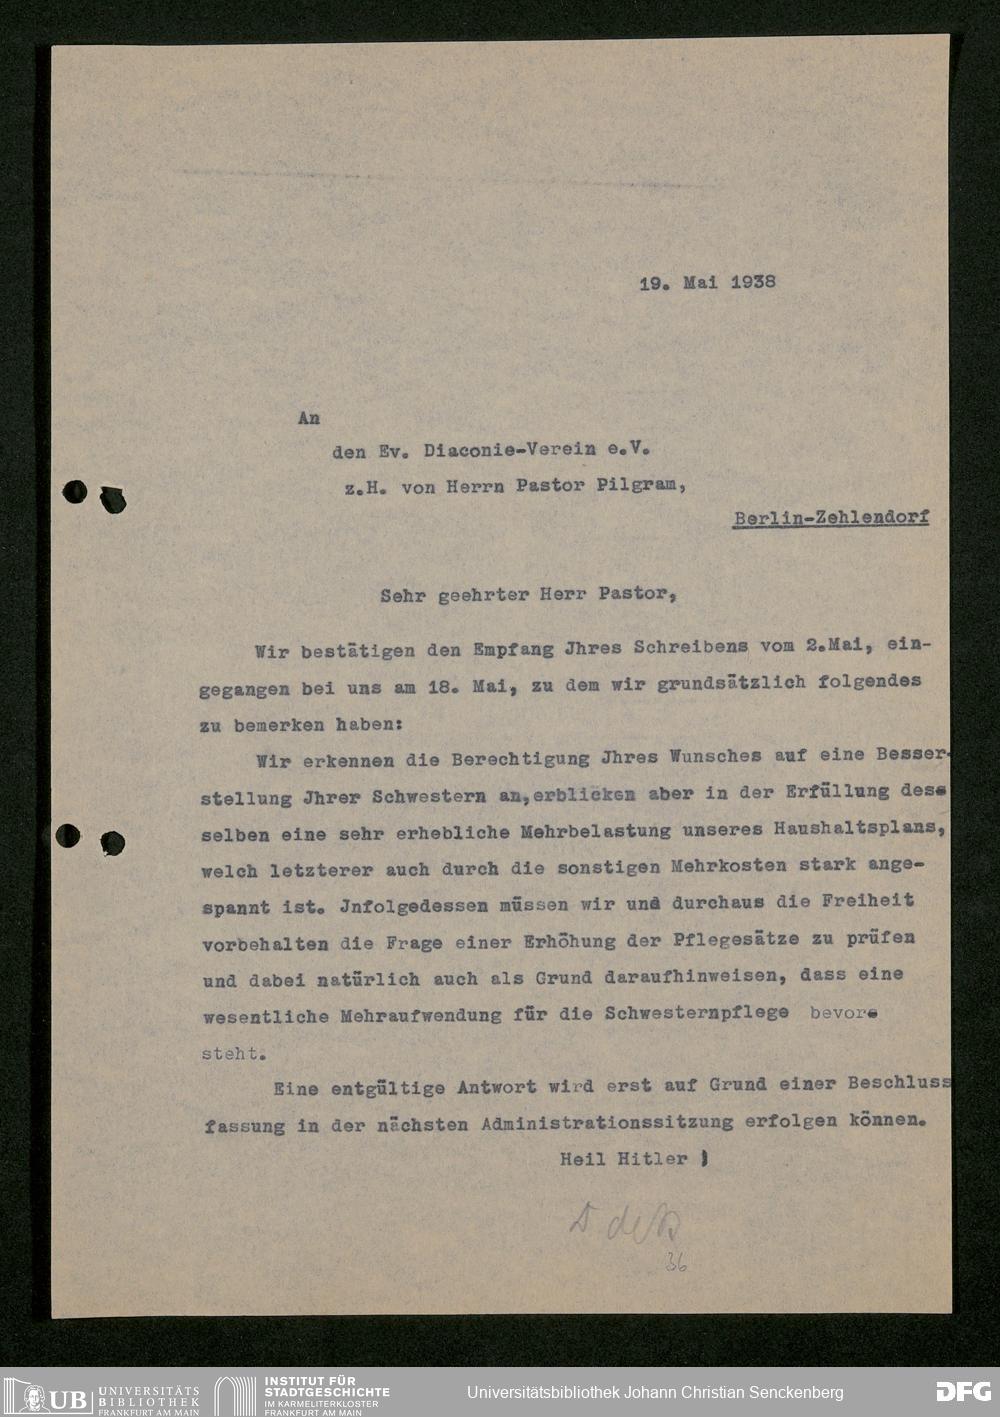 19. Mai 1938
An
den Ev. Diaconie-Verein e.V.
z.H. von Herrn Pastor Pilgram,
Berlin-Zehlendorf
Sehr geehrter Herr Pastor,
Wir bestätigen den Empfang Jhres Schreibens vom 2.Mai, ein-
gegangen bei uns am 18. Mai, zu dem wir grundsätzlich folgendes
zu bemerken haben:
Wir erkennen die Berechtigung Jhres Wunsches auf eine Besser-
stellung Jhrer Schwestern an,erblicken aber in der Erfüllung des-
selben eine sehr erhebliche Mehrbelastung unseres Haushaltsplans,
welch letzterer auch durch die sonstigen Mehrkosten stark ange-
spannt ist. Jnfolgedessen müssen wir und durchaus die Freiheit
vorbehalten die Frage einer Erhöhung der Pflegesätze zu prüfen
und dabei natürlich auch als Grund daraufhinweisen, dass eine
wesentliche Mehraufwendung für die Schwesternpflege bevor-
steht.
Eine entgültige Antwort wird erst auf Grund einer Beschluss
fassung in der nächsten Administrationssitzung erfolgen können.
Heil Hitler !
36
UB UNIVERSITÄTS
BIBLIOTHEK
FRANKFURT AM MAIN
INSTITUT FÜR
STADTGESCHICHTE
IM KARMELITERKLOSTER
FRANKFURT AM MAIN
Universitätsbibliothek Johann Christian Senckenberg
DFG